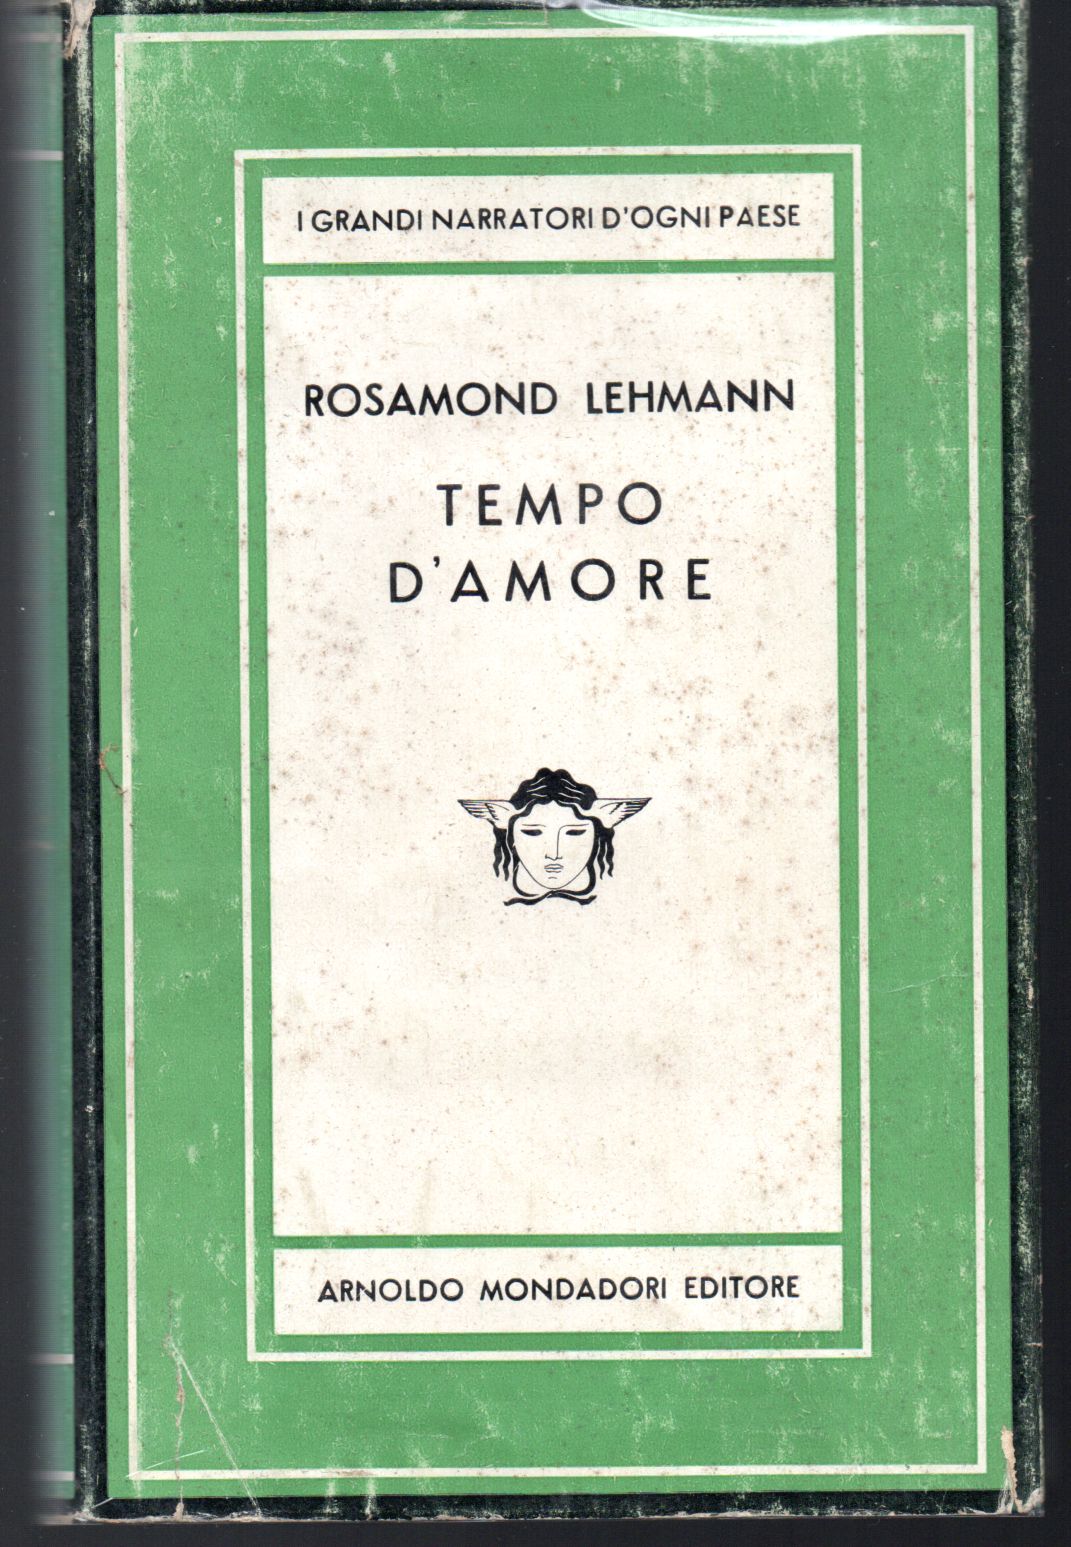 I GRANDI NARRATORI D'OGNI PAESE
ROSAMOND LEHMANN
TEMPO
D'AMORE
ARNOLDO MONDADORI EDITORE